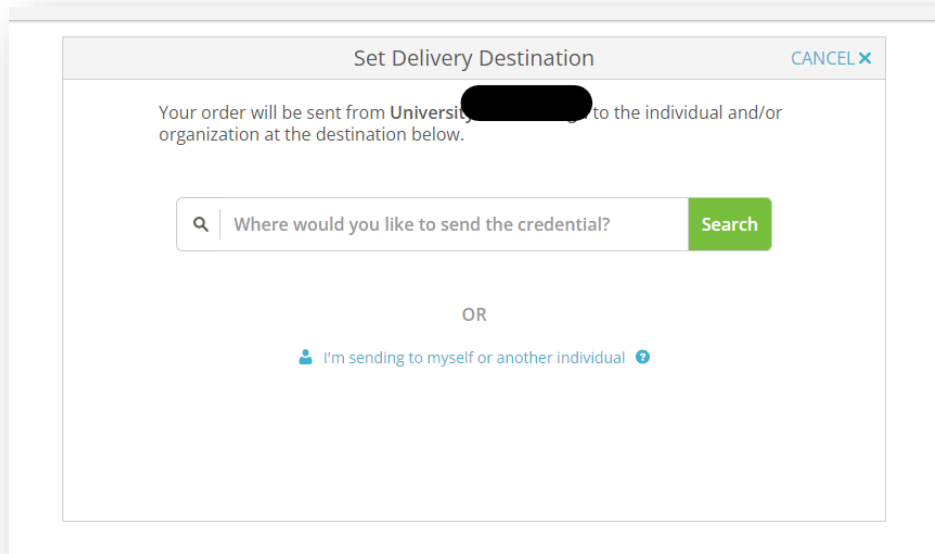 Set Delivery Destination
CANCEL
Your order will be sent from University to the individual and/or
organization at the destination below.
Where would you like to send the credential?
Search
OR
I'm sending to myself or another individual